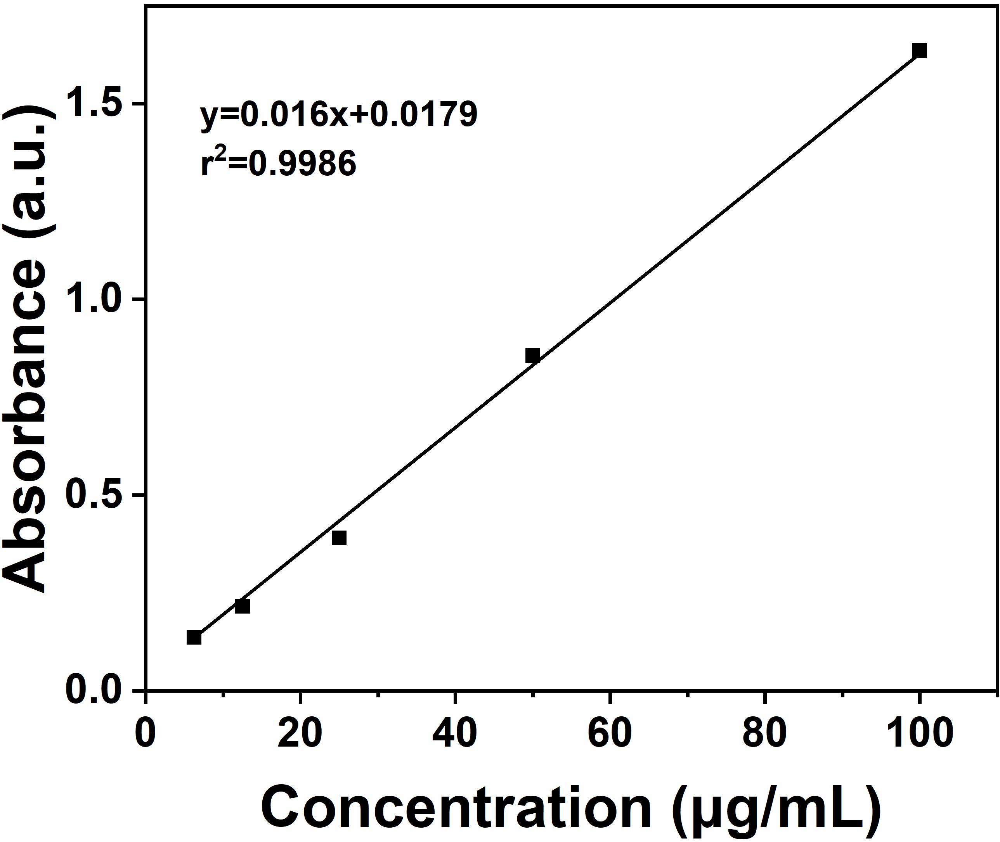 1.5
y=0.016x+0.0179
r²=0.9986
1.0
0.5
0.0
Absorbance (a.u.)
0 20 40 60 80 100
Concentration (μg/mL)